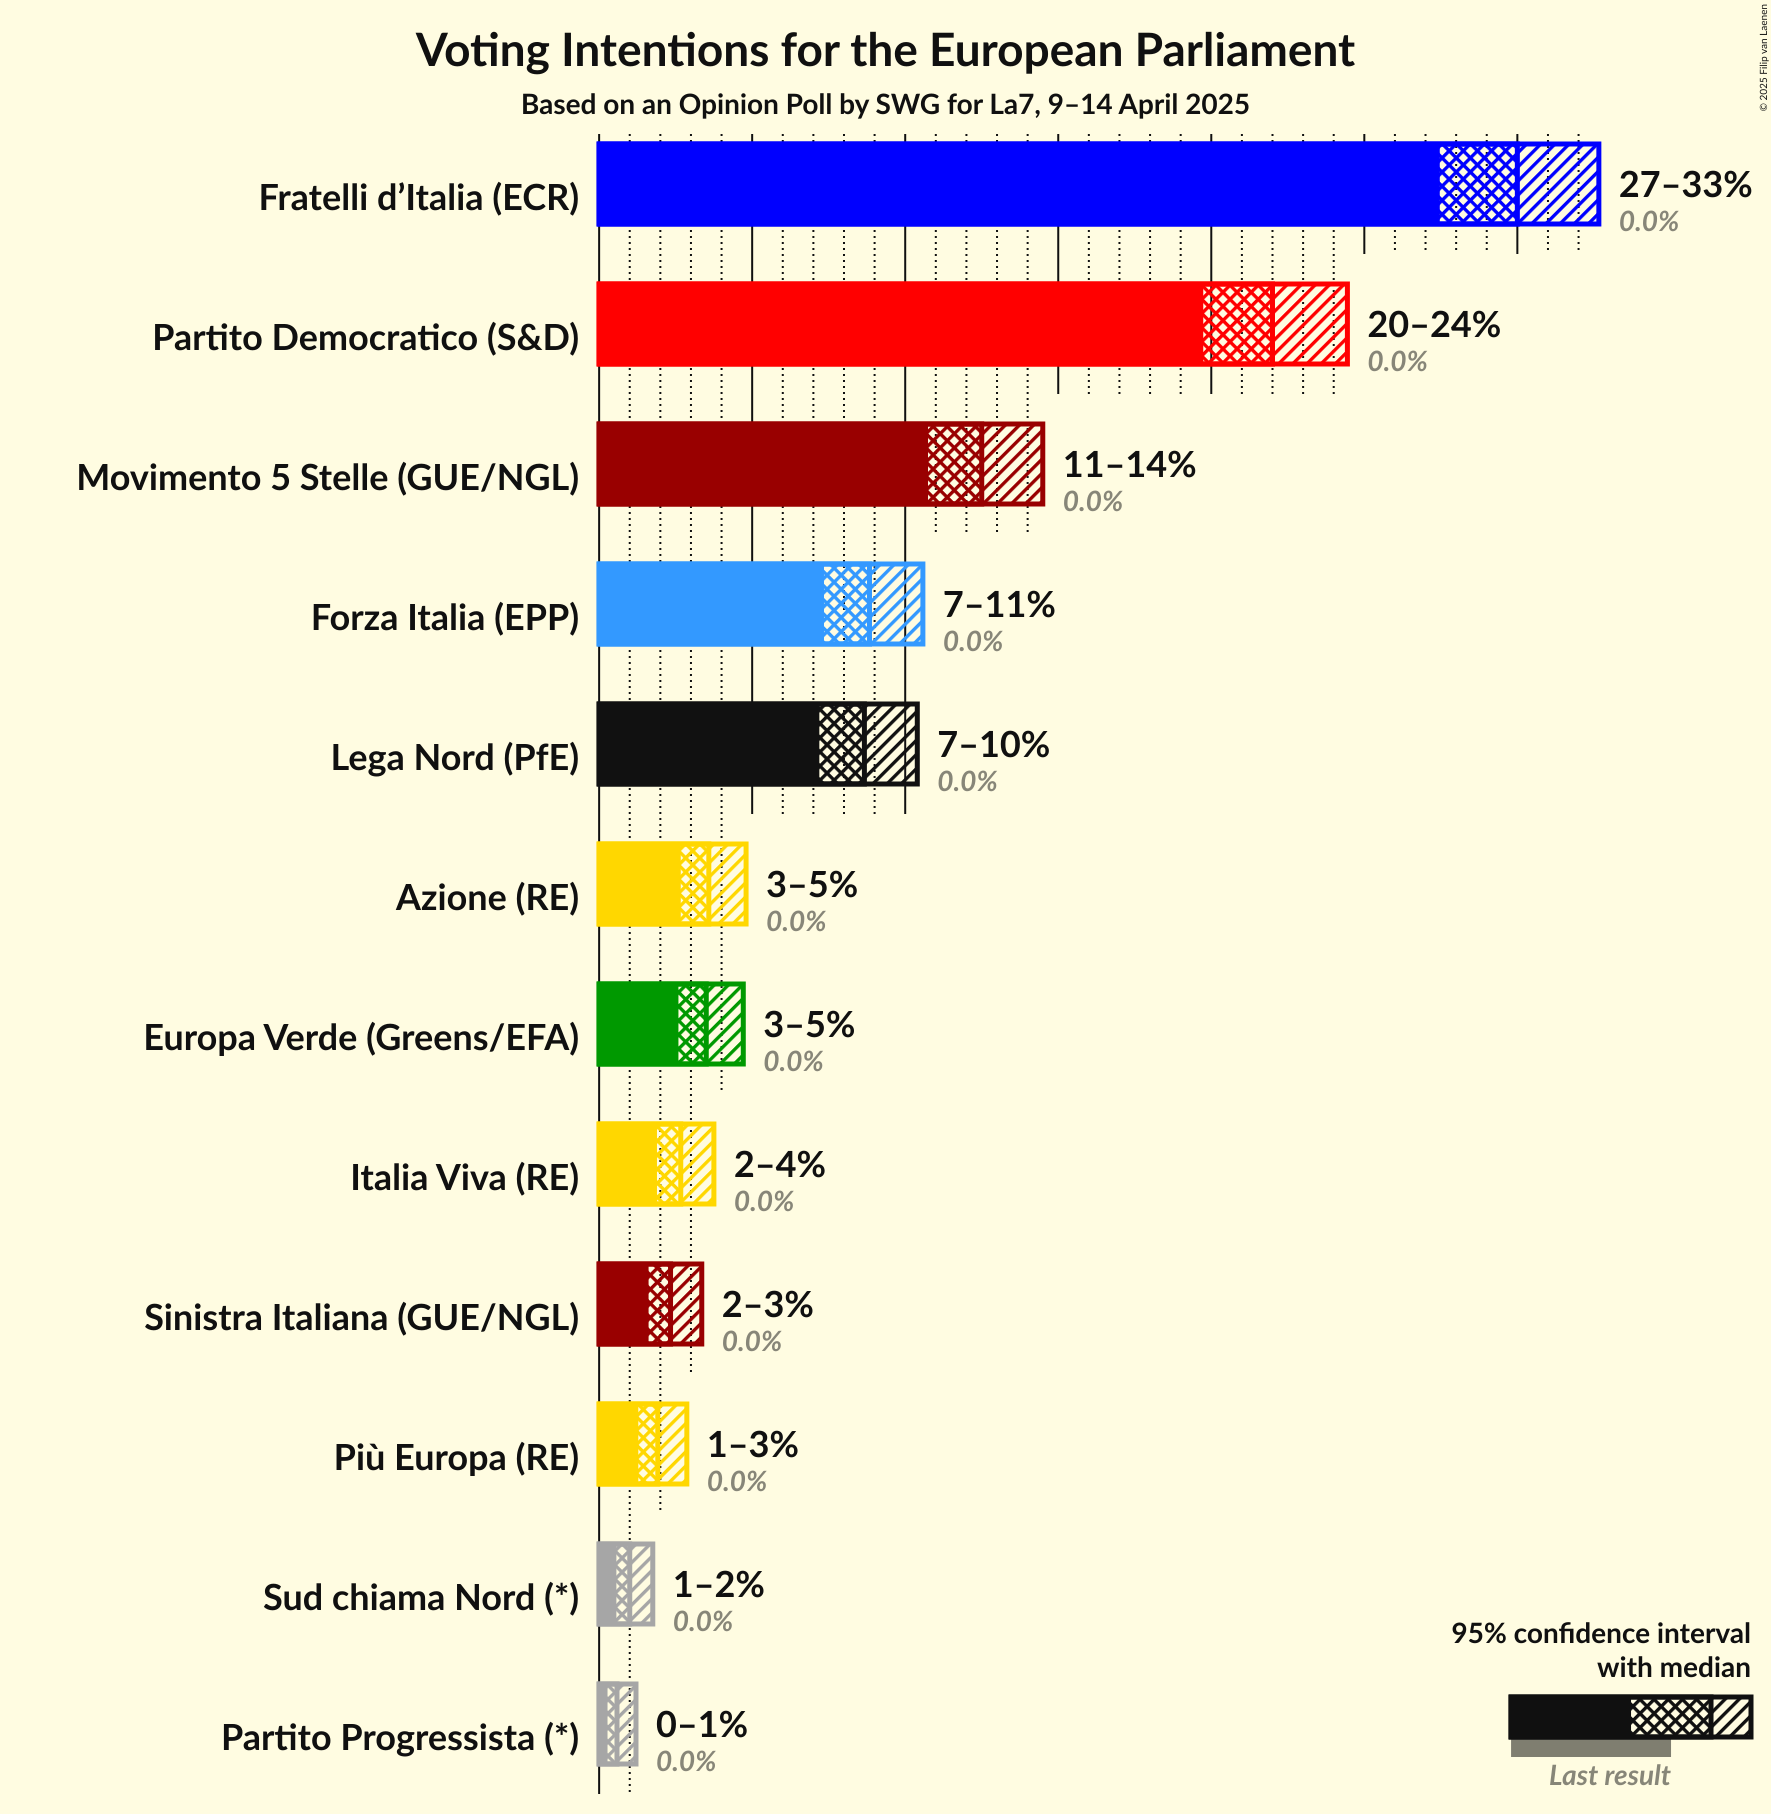 Voting Intentions for the European Parliament
Based on an Opinion Poll by SWG for La7, 9–14 April 2025
© 2025 Filip van Laenen
Fratelli d’Italia (ECR)
27–33%
0.0%
Partito Democratico (S&D)
20–24%
0.0%
Movimento 5 Stelle (GUE/NGL)
11–14%
0.0%
Forza Italia (EPP)
7–11%
0.0%
Lega Nord (PfE)
7–10%
0.0%
Azione (RE)
3–5%
0.0%
Europa Verde (Greens/EFA)
3–5%
0.0%
Italia Viva (RE)
2–4%
0.0%
Sinistra Italiana (GUE/NGL)
2–3%
0.0%
Più Europa (RE)
1–3%
0.0%
Sud chiama Nord (*)
1–2%
0.0%
Partito Progressista (*)
0–1%
0.0%
95% confidence interval
with median
Last result